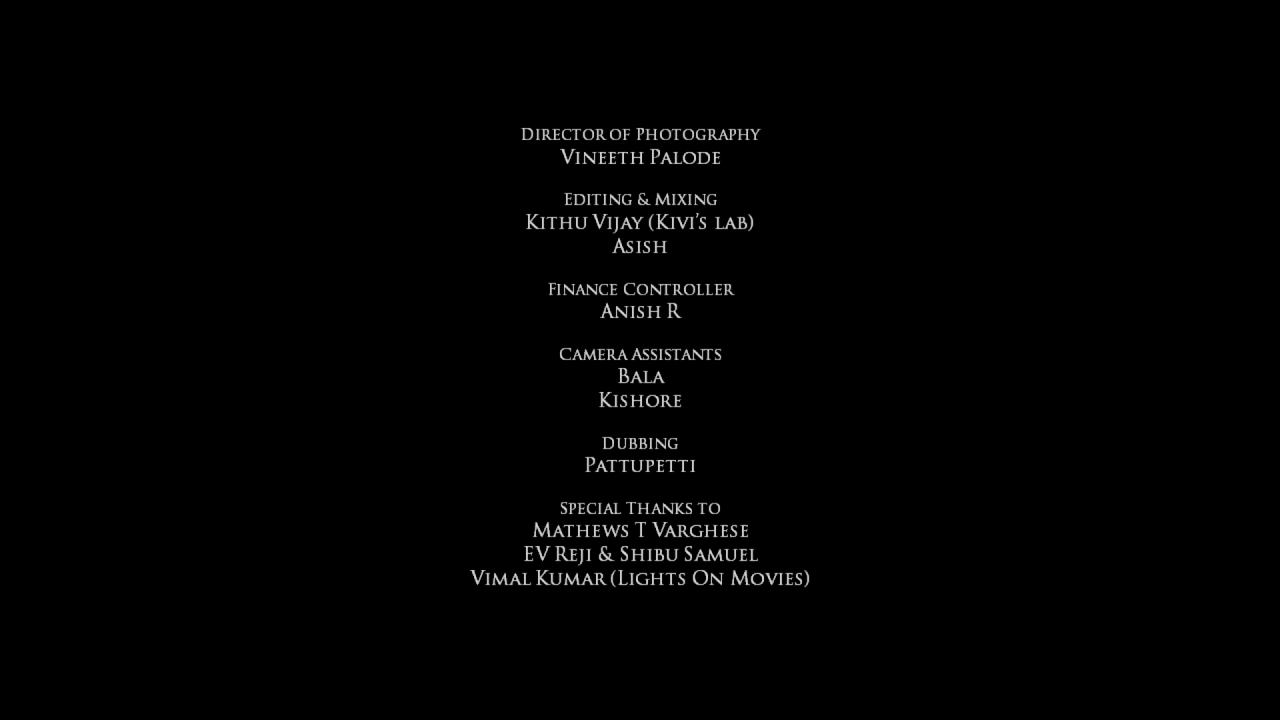 Director of Photography
Vineeth Palode
Editing & Mixing
Kithu Vijay (Kivi's lab)
Asish
Finance Controller
Anish R
Camera Assistants
Bala
Kishore
Dubbing
Pattupetti
Special Thanks to
Mathews T Varghese
EV Reji & Shibu Samuel
Vimal Kumar (Lights On Movies)